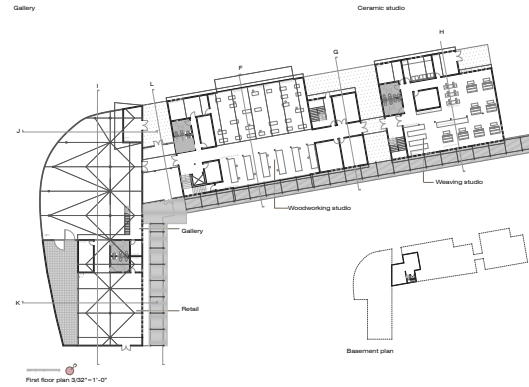 Gallery
Ceramic studio
H
G
F
I
L
J
Weaving studio
Woodworking studio
Gallery
K
Retail
Basement plan
First floor plan 3/32"=1'-0"